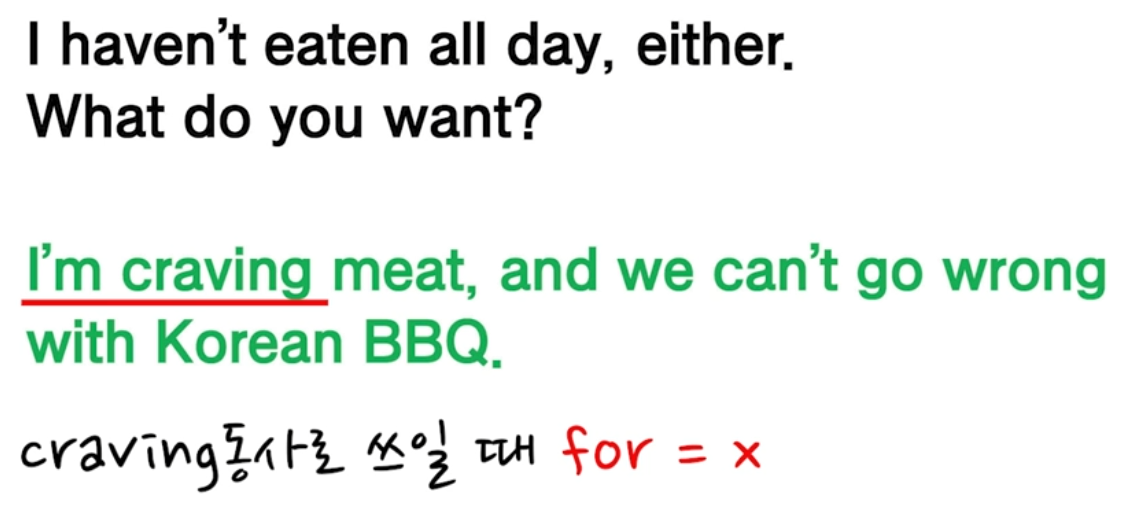 I haven't eaten all day, either.
What do you want?
I'm craving meat, and we can't go wrong
with Korean BBQ.
craving동사로 쓰일 때 for = x